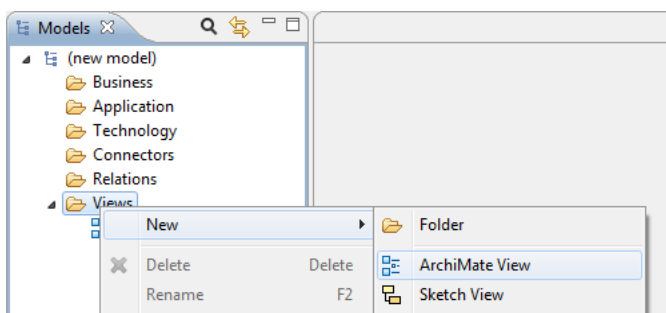 Models
(new model)
Business
Application
Technology
Connectors
Relations
Views
New
Folder
Delete Delete
ArchiMate View
Rename F2
Sketch View